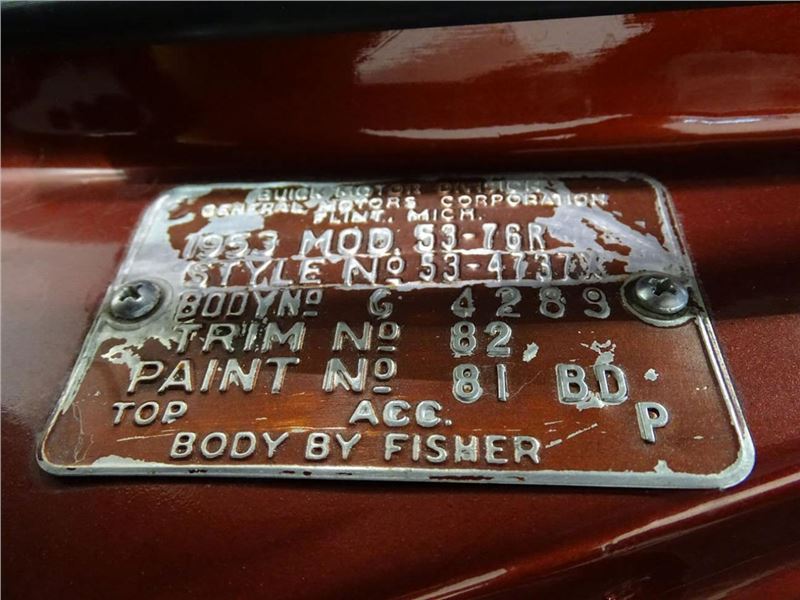 BUICK MOTOR DIVISION
GENERAL MOTORS CORPORATION
FLINT, MICH.
1953 MOD. 53-76R
STYLE Nº 53-4737X
BODY Nº G 4289
TRIM Nº 82
PAINT Nº 81 BD
P
TOP ACC.
BODY BY FISHER